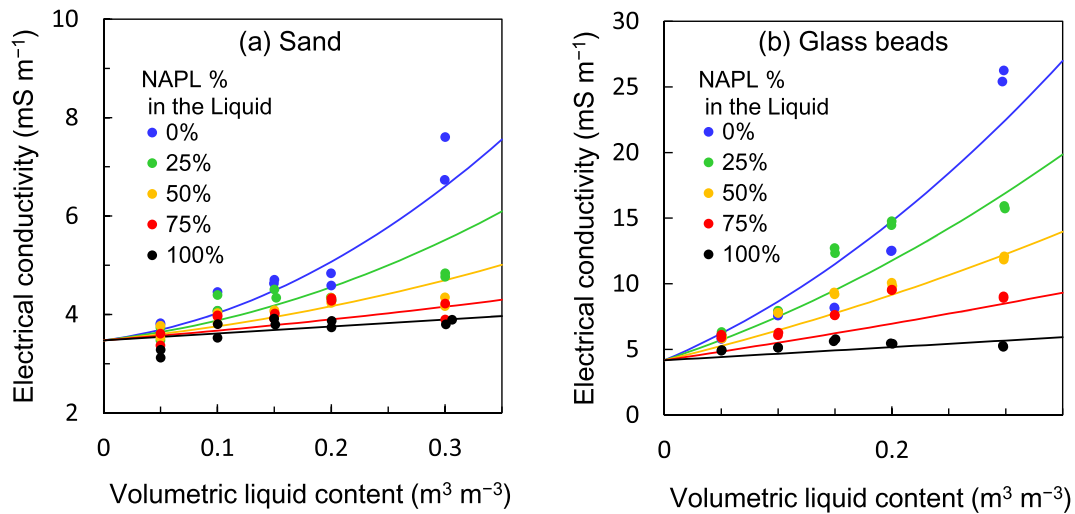 (a) Sand
Electrical conductivity (mS m⁻¹)
10
8
6
4
2
NAPL %
in the Liquid
0%
25%
50%
75%
100%
0 0.1 0.2 0.3
Volumetric liquid content (m³ m⁻³)
(b) Glass beads
Electrical conductivity (mS m⁻¹)
30
25
20
15
10
5
0
NAPL %
in the Liquid
0%
25%
50%
75%
100%
0 0.2
Volumetric liquid content (m³ m⁻³)